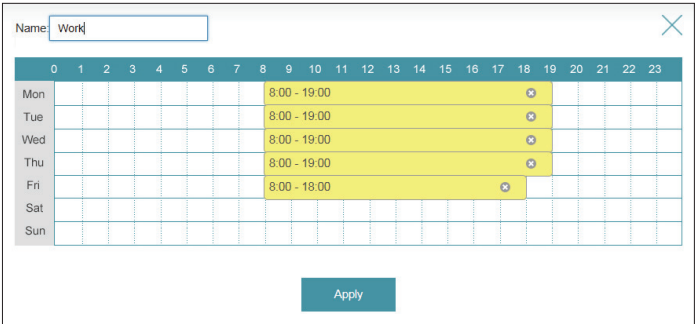 Name: Work
0 1 2 3 4 5 6 7 8 9 10 11 12 13 14 15 16 17 18 19 20 21 22 23
Mon 8:00 - 19:00
Tue 8:00 - 19:00
Wed 8:00 - 19:00
Thu 8:00 - 19:00
Fri 8:00 - 18:00
Sat
Sun
Apply